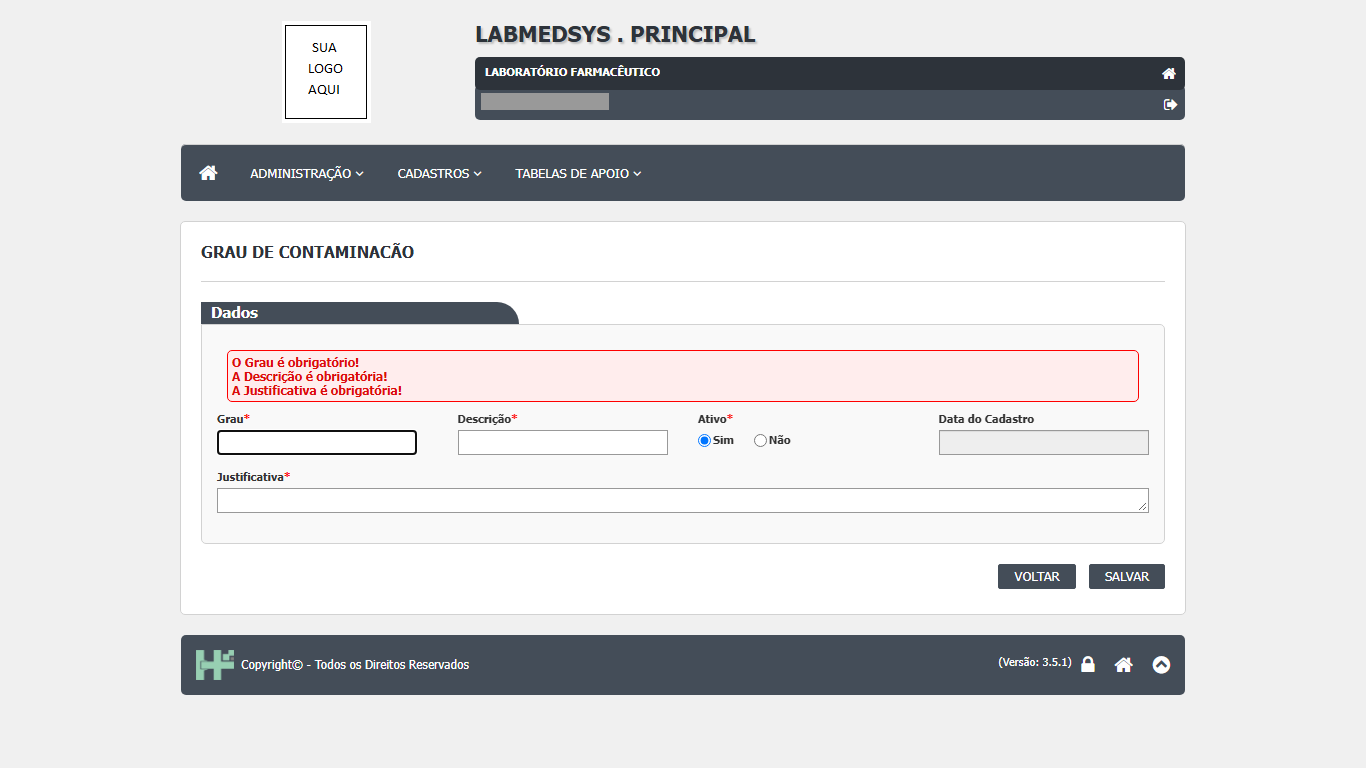 SUA
LOGO
AQUI
LABMEDSYS . PRINCIPAL
LABORATÓRIO FARMACÊUTICO
ADMINISTRAÇÃO CADASTROS TABELAS DE APOIO
GRAU DE CONTAMINACÃO
Dados
O Grau é obrigatório!
A Descrição é obrigatória!
A Justificativa é obrigatória!
Grau* Descrição* Ativo* Data do Cadastro
Sim Não
Justificativa*
VOLTAR SALVAR
Copyright© - Todos os Direitos Reservados (Versão: 3.5.1)